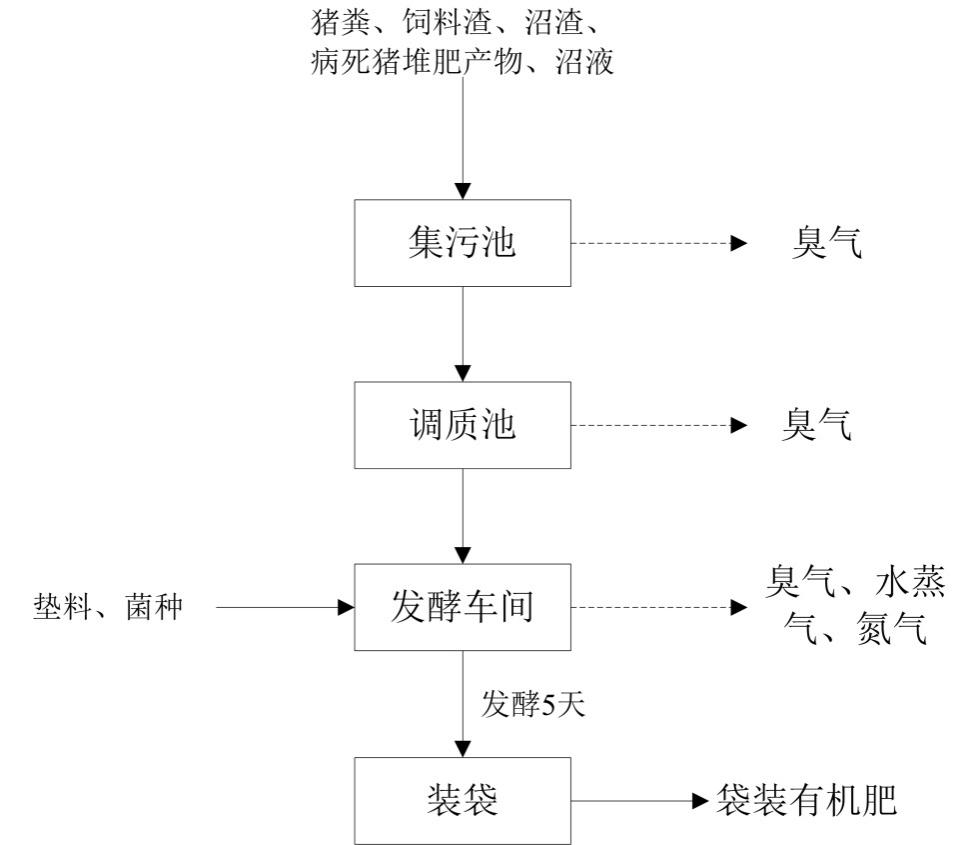 猪粪、饲料渣、沼渣、
病死猪堆肥产物、沼液
集污池
臭气
调质池
臭气
垫料、菌种
发酵车间
臭气、水蒸
气、氮气
发酵5天
装袋
袋装有机肥